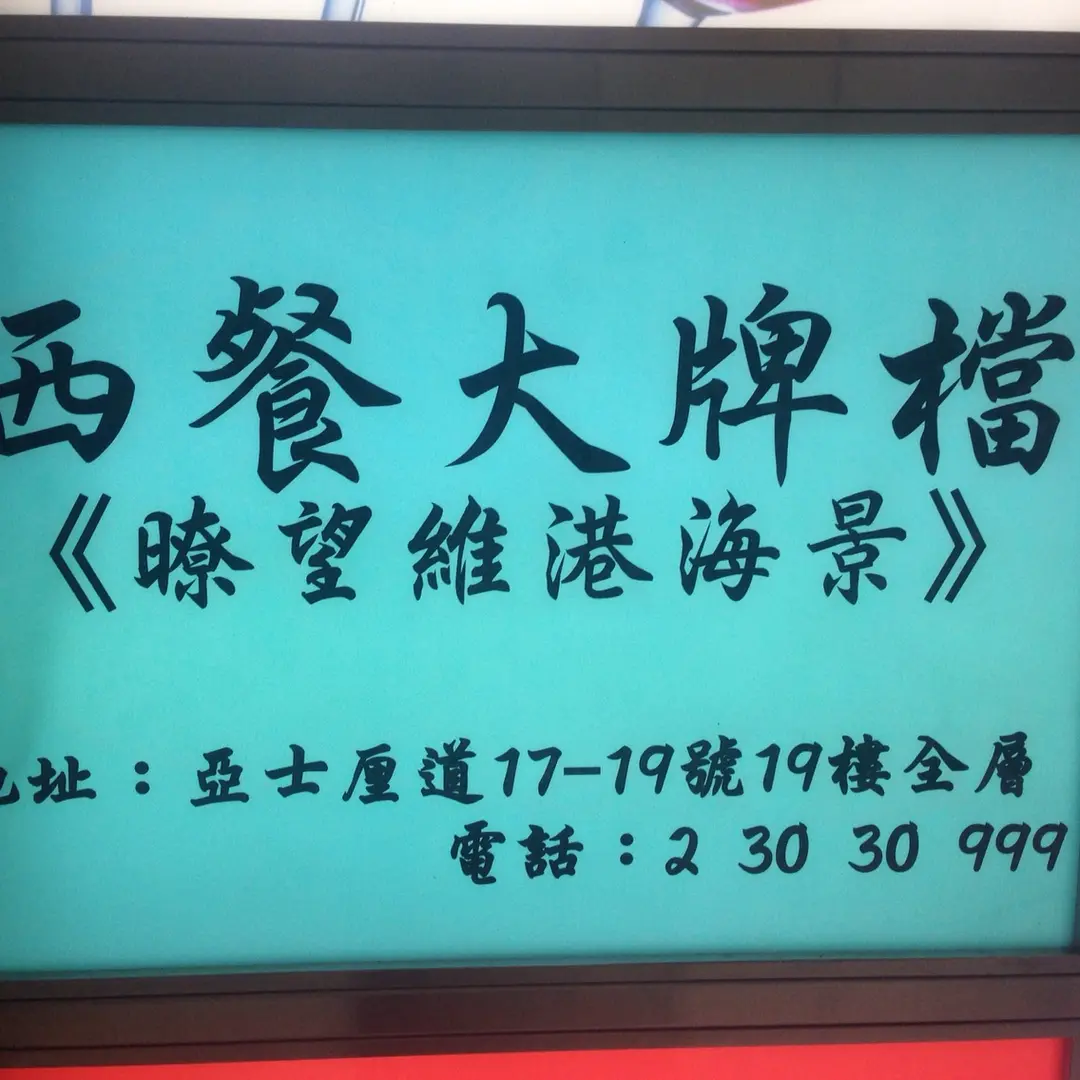 西餐大牌檔
《瞭望維港海景》
地址：亞士厘道17-19號19樓全層
電話：2 30 30 999